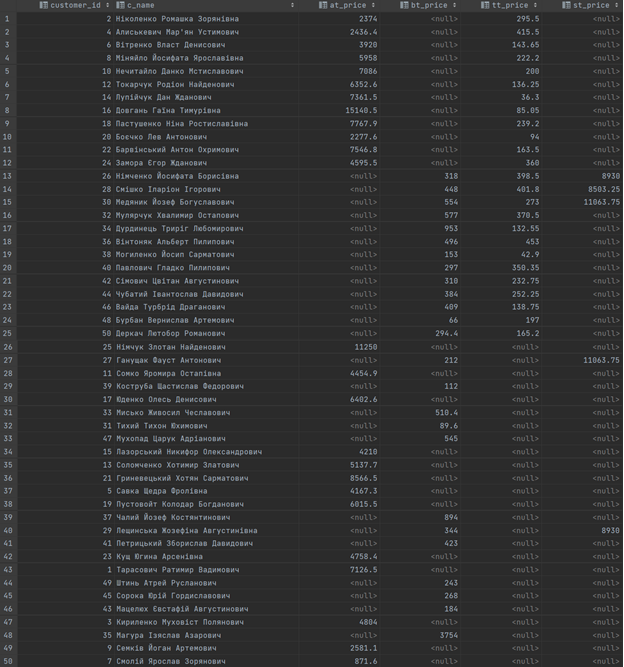 customer_id c_name at_price bt_price tt_price st_price
1 2 Ніколенко Ромашка Зорянівна 2374 <null> 295.5 <null>
2 4 Алиськевич Мар'ян Устимович 2436.4 <null> 415.5 <null>
3 6 Вітренко Власт Денисович 3920 <null> 143.65 <null>
4 8 Міняйло Йосифата Ярославівна 5958 <null> 222.2 <null>
5 10 Нечитайло Данко Мстиславович 7086 <null> 200 <null>
6 12 Токарчук Родіон Найденович 6352.6 <null> 136.25 <null>
7 14 Лупійчук Дан Жданович 7361.5 <null> 36.3 <null>
8 16 Довгань Гаїна Тимурівна 15140.5 <null> 85.05 <null>
9 18 Пастушенко Ніна Ростиславівна 7767.9 <null> 239.2 <null>
10 20 Боєчко Лев Антонович 2277.6 <null> 94 <null>
11 22 Барвінський Антон Охримович 7546.8 <null> 163.5 <null>
12 24 Замора Єгор Жданович 4595.5 <null> 360 <null>
13 26 Німченко Йосифата Борисівна <null> 318 398.5 8930
14 28 Смішко Іларіон Ігорович <null> 448 401.8 8503.25
15 30 Медяник Йозеф Богуславович <null> 554 273 11063.75
16 32 Мулярчук Хвалимир Остапович <null> 577 370.5 <null>
17 34 Дурдинець Триріг Любомирович <null> 953 132.55 <null>
18 36 Вінтоняк Альберт Пилипович <null> 496 453 <null>
19 38 Могиленко Йосип Сарматович <null> 153 42.9 <null>
20 40 Павлович Гладко Пилипович <null> 297 350.35 <null>
21 42 Сімович Цвітан Августинович <null> 310 232.75 <null>
22 44 Чубатий Івантослав Давидович <null> 384 252.25 <null>
23 46 Вайда Турбрід Драганович <null> 409 138.75 <null>
24 48 Бурбан Вернислав Артемович <null> 66 197 <null>
25 50 Деркач Лютобор Романович <null> 294.4 165.2 <null>
26 25 Німчук Злотан Найденович 11250 <null> <null> <null>
27 27 Ганущак Фауст Антонович <null> 212 <null> 11063.75
28 11 Сомко Яромира Остапівна 4454.9 <null> <null> <null>
29 39 Коструба Щастислав Федорович <null> 112 <null> <null>
30 17 Юденко Олесь Денисович 6402.6 <null> <null> <null>
31 33 Мисько Живосил Чеславович <null> 510.4 <null> <null>
32 31 Тихий Тихон Юхимович <null> 89.6 <null> <null>
33 47 Мухопад Царук Адріанович <null> 545 <null> <null>
34 15 Лазорський Никифор Олександрович 4210 <null> <null> <null>
35 13 Соломченко Хотимир Златович 5137.7 <null> <null> <null>
36 21 Гриневецький Хотян Сарматович 8566.5 <null> <null> <null>
37 5 Савка Щедра Фролівна 4167.3 <null> <null> <null>
38 19 Пустовойт Колодар Богданович 6015.5 <null> <null> <null>
39 37 Чалий Йозеф Костянтинович <null> 894 <null> <null>
40 29 Лещинська Жозефіна Августинівна <null> 344 <null> 8930
41 41 Петрицький Зборислав Давидович <null> 423 <null> <null>
42 23 Кущ Югина Арсенівна 4758.4 <null> <null> <null>
43 1 Тарасович Ратимир Вадимович 7126.5 <null> <null> <null>
44 49 Штинь Атрей Русланович <null> 243 <null> <null>
45 45 Сорока Юрій Гордиславович <null> 268 <null> <null>
46 43 Мацелюх Євстафій Августинович <null> 184 <null> <null>
47 3 Кириленко Муховіст Полянович 4804 <null> <null> <null>
48 35 Магура Ізяслав Азарович <null> 3754 <null> <null>
49 9 Семків Йоган Артемович 2581.1 <null> <null> <null>
50 7 Смолій Ярослав Зорянович 871.6 <null> <null> <null>